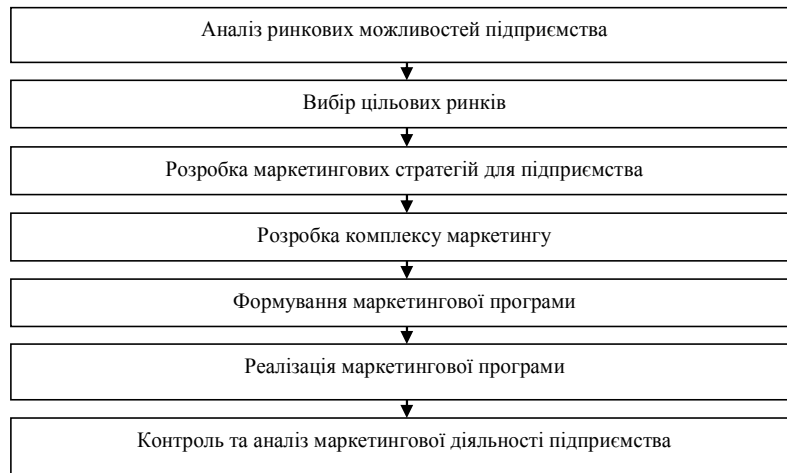 Аналіз ринкових можливостей підприємства
Вибір цільових ринків
Розробка маркетингових стратегій для підприємства
Розробка комплексу маркетингу
Формування маркетингової програми
Реалізація маркетингової програми
Контроль та аналіз маркетингової діяльності підприємства